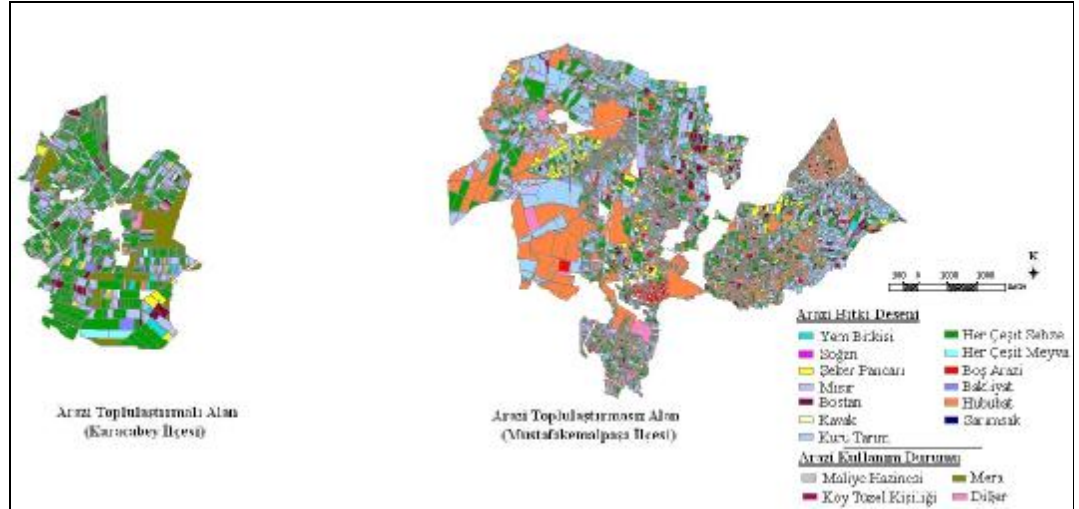 Arazi Toplulaştırmalı Alan
(Karacabey İlçesi)
Arazi Toplulaştırmasız Alan
(Mustafakemalpaşa İlçesi)
K
Arazi Bitki Deseni
Yem Bitkisi
Soğan
Şeker Pancarı
Mısır
Bostan
Kavak
Kuru Tarım
Her Çeşit Sebze
Her Çeşit Meyva
Boş Arazi
Bakliyat
Hububat
Sarımsak
Arazi Kullanım Durumu
Maliye Hazinesi
Köy Tüzel Kişiliği
Mera
Diğer